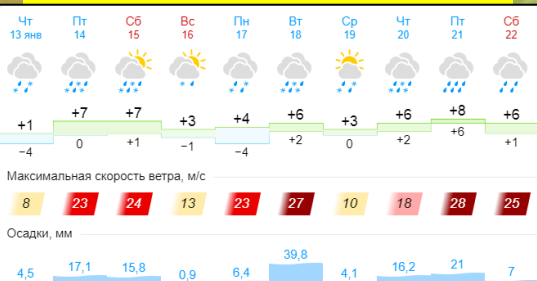 Чт Пт Сб Вс Пн Вт Ср Чт Пт Сб
13 янв 14 15 16 17 18 19 20 21 22
+1 +7 +7 +3 +4 +6 +3 +6 +8 +6
−4 0 +1 −1 −4 +2 0 +2 +6 +1
Максимальная скорость ветра, м/с
8 23 24 13 23 27 10 18 28 25
Осадки, мм
4,5 17,1 15,8 0,9 6,4 39,8 4,1 16,2 21 7